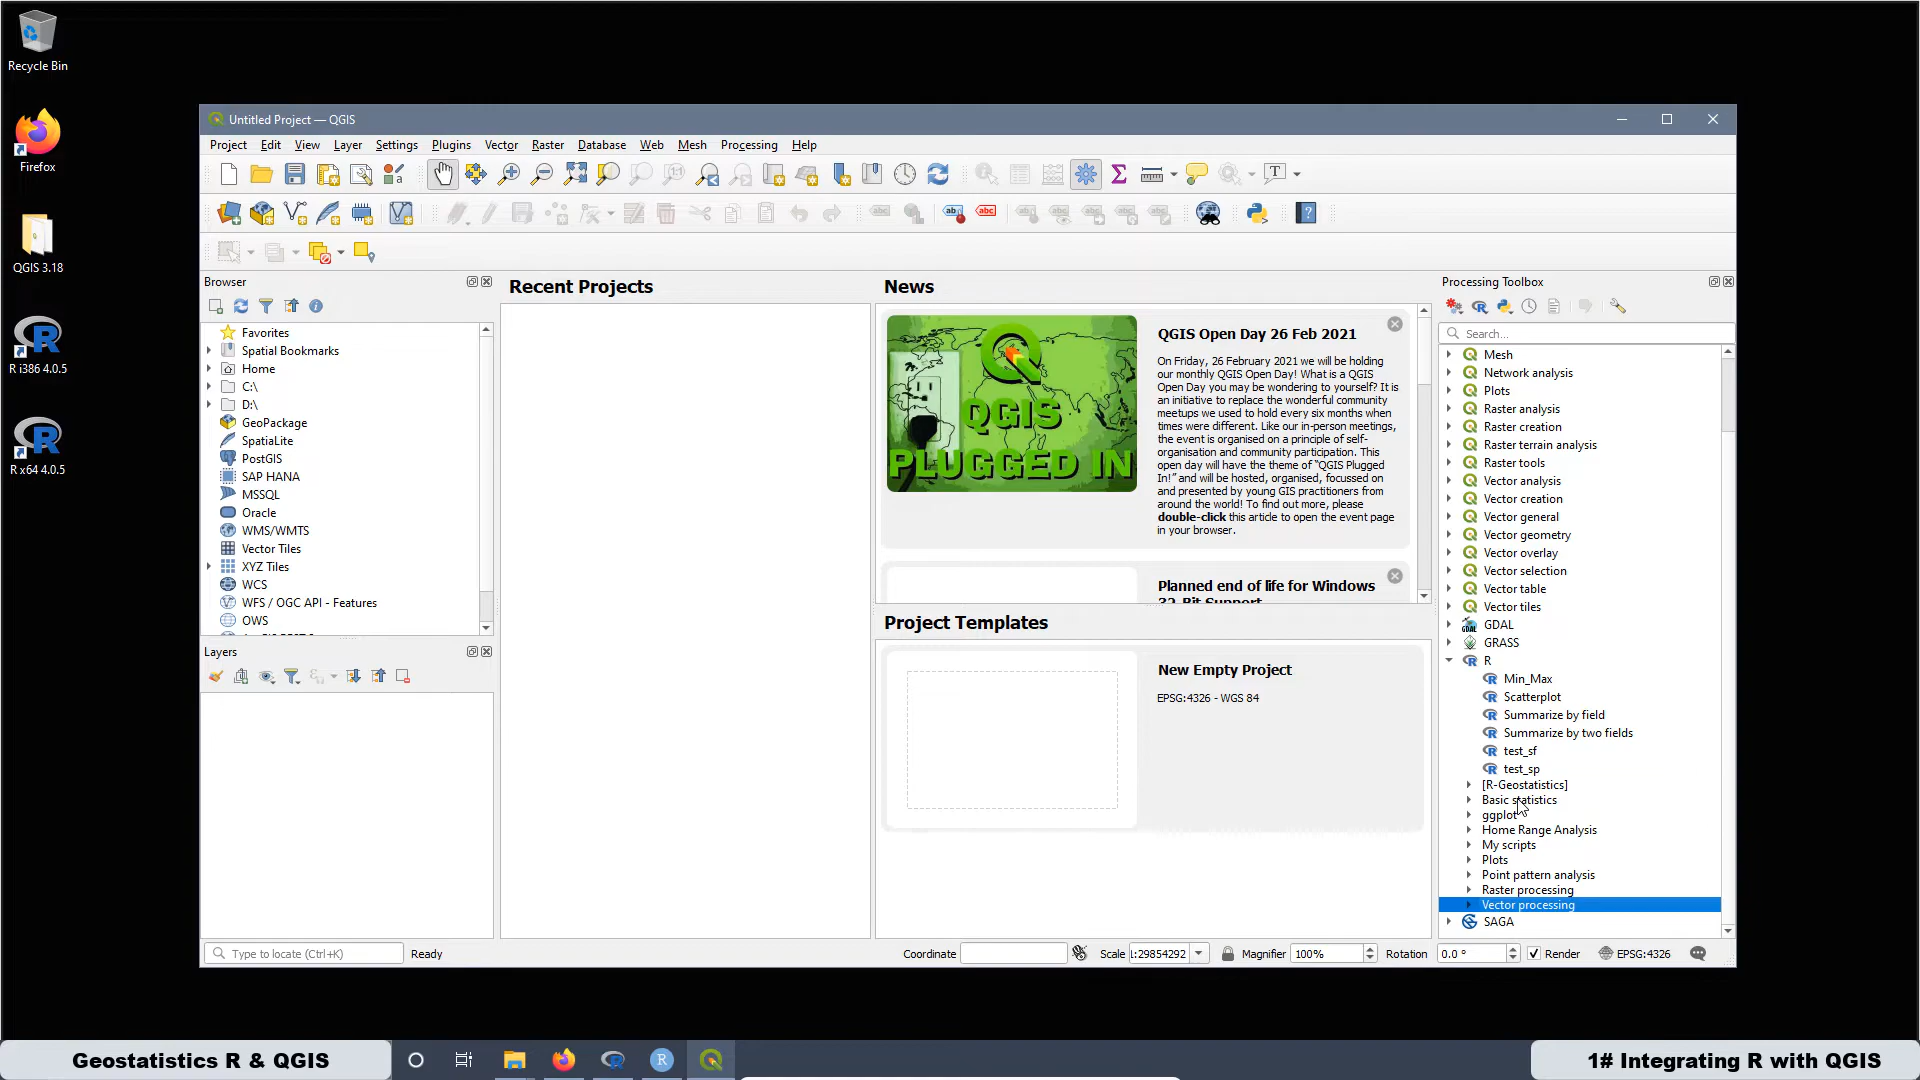 Recycle Bin
Firefox
QGIS 3.18
R i386 4.0.5
R x64 4.0.5
Untitled Project — QGIS
Project Edit View Layer Settings Plugins Vector Raster Database Web Mesh Processing Help
Browser
Favorites
Spatial Bookmarks
Home
C:\
D:\
GeoPackage
SpatiaLite
PostGIS
SAP HANA
MSSQL
Oracle
WMS/WMTS
Vector Tiles
XYZ Tiles
WCS
WFS / OGC API - Features
OWS
Layers
Recent Projects
News
QGIS
PLUGGED IN
QGIS Open Day 26 Feb 2021
On Friday, 26 February 2021 we will be holding
our monthly QGIS Open Day! What is a QGIS
Open Day you may be wondering to yourself? It is
an initiative to replace the wonderful community
meetups we used to hold every six months when
times were different. Like our in-person meetings,
the event is organised on a principle of self-
organisation and community participation. This
open day will have the theme of "QGIS Plugged
In!" and will be hosted, organised, focussed on
and presented by young GIS practitioners from
around the world! To find out more, please
double-click this article to open the event page
in your browser.
Planned end of life for Windows
32-Bit Support
Project Templates
New Empty Project
EPSG:4326 - WGS 84
Processing Toolbox
Search...
Mesh
Network analysis
Plots
Raster analysis
Raster creation
Raster terrain analysis
Raster tools
Vector analysis
Vector creation
Vector general
Vector geometry
Vector overlay
Vector selection
Vector table
Vector tiles
GDAL
GRASS
R
Min_Max
Scatterplot
Summarize by field
Summarize by two fields
test_sf
test_sp
[R-Geostatistics]
Basic statistics
ggplot
Home Range Analysis
My scripts
Plots
Point pattern analysis
Raster processing
Vector processing
SAGA
Type to locate (Ctrl+K) Ready Coordinate Scale 1:29854292 Magnifier 100% Rotation 0.0 ° Render EPSG:4326
Geostatistics R & QGIS
1# Integrating R with QGIS